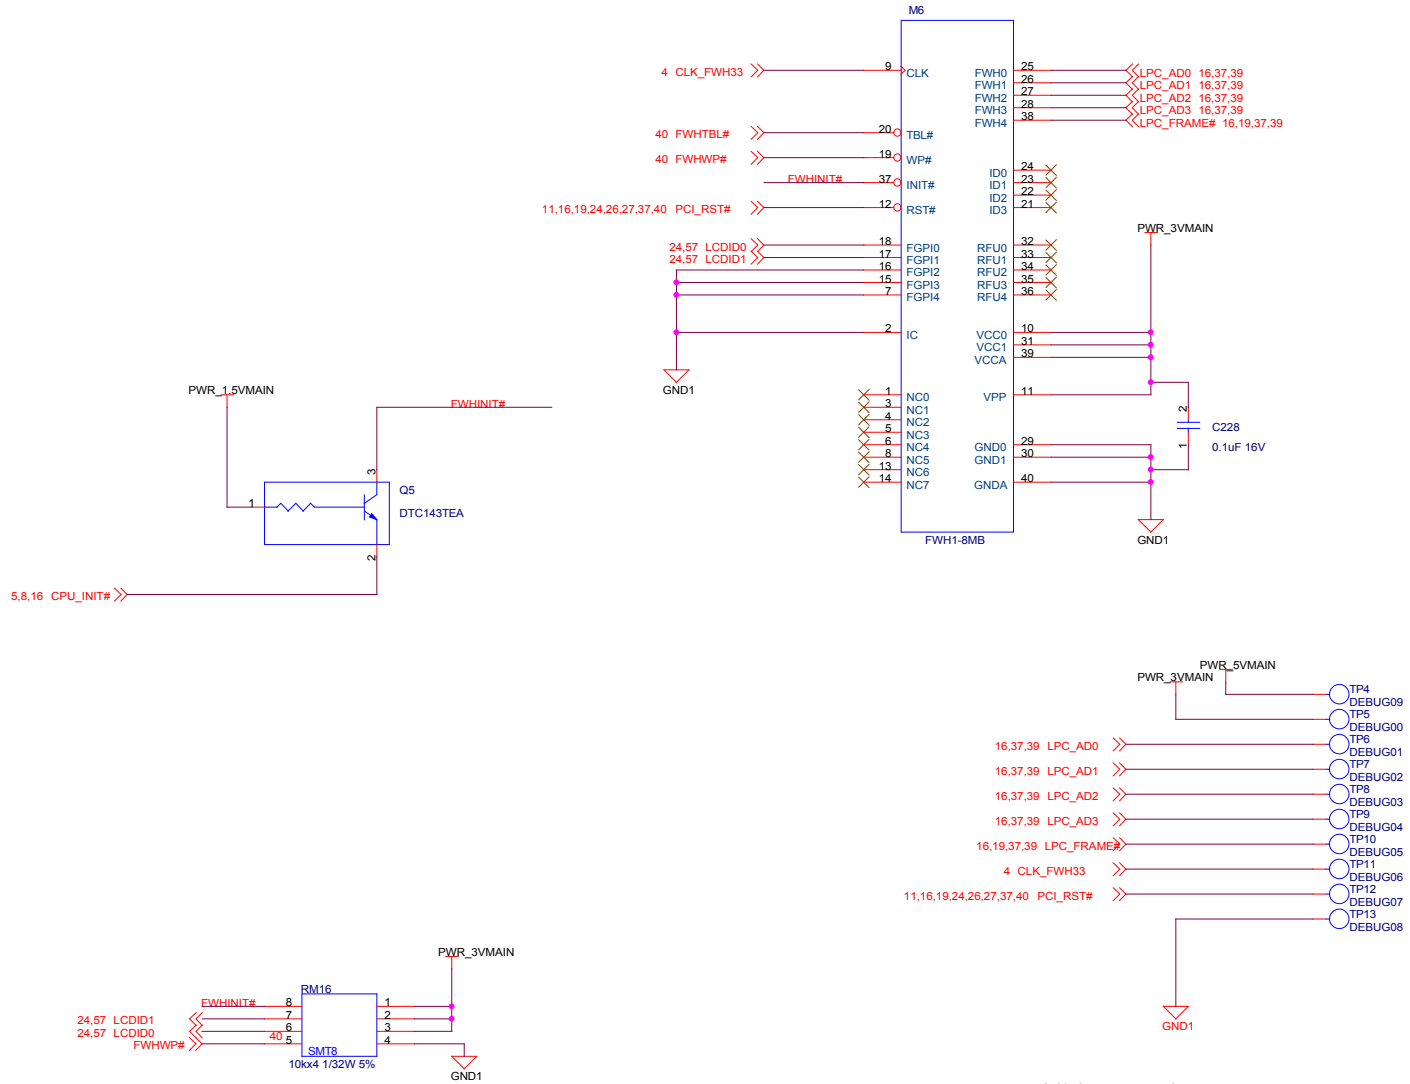 M6
4 CLK_FWH33
9
CLK
40 FWHTBL#
20
TBL#
40 FWHWP#
19
WP#
FWHINIT#
37
INIT#
11,16,19,24,26,27,37,40 PCI_RST#
12
RST#
24,57 LCDID0
18
FGPI0
24,57 LCDID1
17
FGPI1
16
FGPI2
15
FGPI3
7
FGPI4
2
IC
GND1
1
NC0
3
NC1
4
NC2
5
NC3
6
NC4
8
NC5
13
NC6
14
NC7
FWH0
25
LPC_AD0 16,37,39
FWH1
26
LPC_AD1 16,37,39
FWH2
27
LPC_AD2 16,37,39
FWH3
28
LPC_AD3 16,37,39
FWH4
38
LPC_FRAME# 16,19,37,39
ID0
24
ID1
23
ID2
22
ID3
21
PWR_3VMAIN
RFU0
32
RFU1
33
RFU2
34
RFU3
35
RFU4
36
VCC0
10
VCC1
31
VCCA
39
VPP
11
2
C228
1
0.1uF 16V
GND0
29
GND1
30
GNDA
40
GND1
FWH1-8MB
PWR_1.5VMAIN
FWHINIT#
3
Q5
1
DTC143TEA
2
5,8,16 CPU_INIT#
PWR_5VMAIN
PWR_3VMAIN
TP4
DEBUG09
TP5
DEBUG00
16,37,39 LPC_AD0
TP6
DEBUG01
16,37,39 LPC_AD1
TP7
DEBUG02
16,37,39 LPC_AD2
TP8
DEBUG03
16,37,39 LPC_AD3
TP9
DEBUG04
16,19,37,39 LPC_FRAME#
TP10
DEBUG05
4 CLK_FWH33
TP11
DEBUG06
11,16,19,24,26,27,37,40 PCI_RST#
TP12
DEBUG07
TP13
DEBUG08
GND1
PWR_3VMAIN
RM16
FWHINIT#
8
1
24,57 LCDID1
7
2
24,57 LCDID0
6
3
FWHWP#
40
5
4
SMT8
10kx4 1/32W 5%
GND1